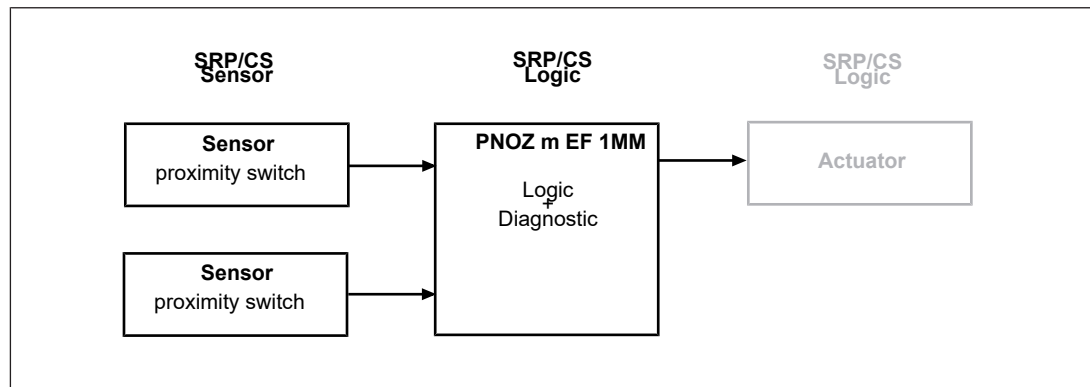 SRP/CS
Sensor
SRP/CS
Logic
SRP/CS
Logic
Sensor
proximity switch
PNOZ m EF 1MM
Logic
+
Diagnostic
Actuator
Sensor
proximity switch